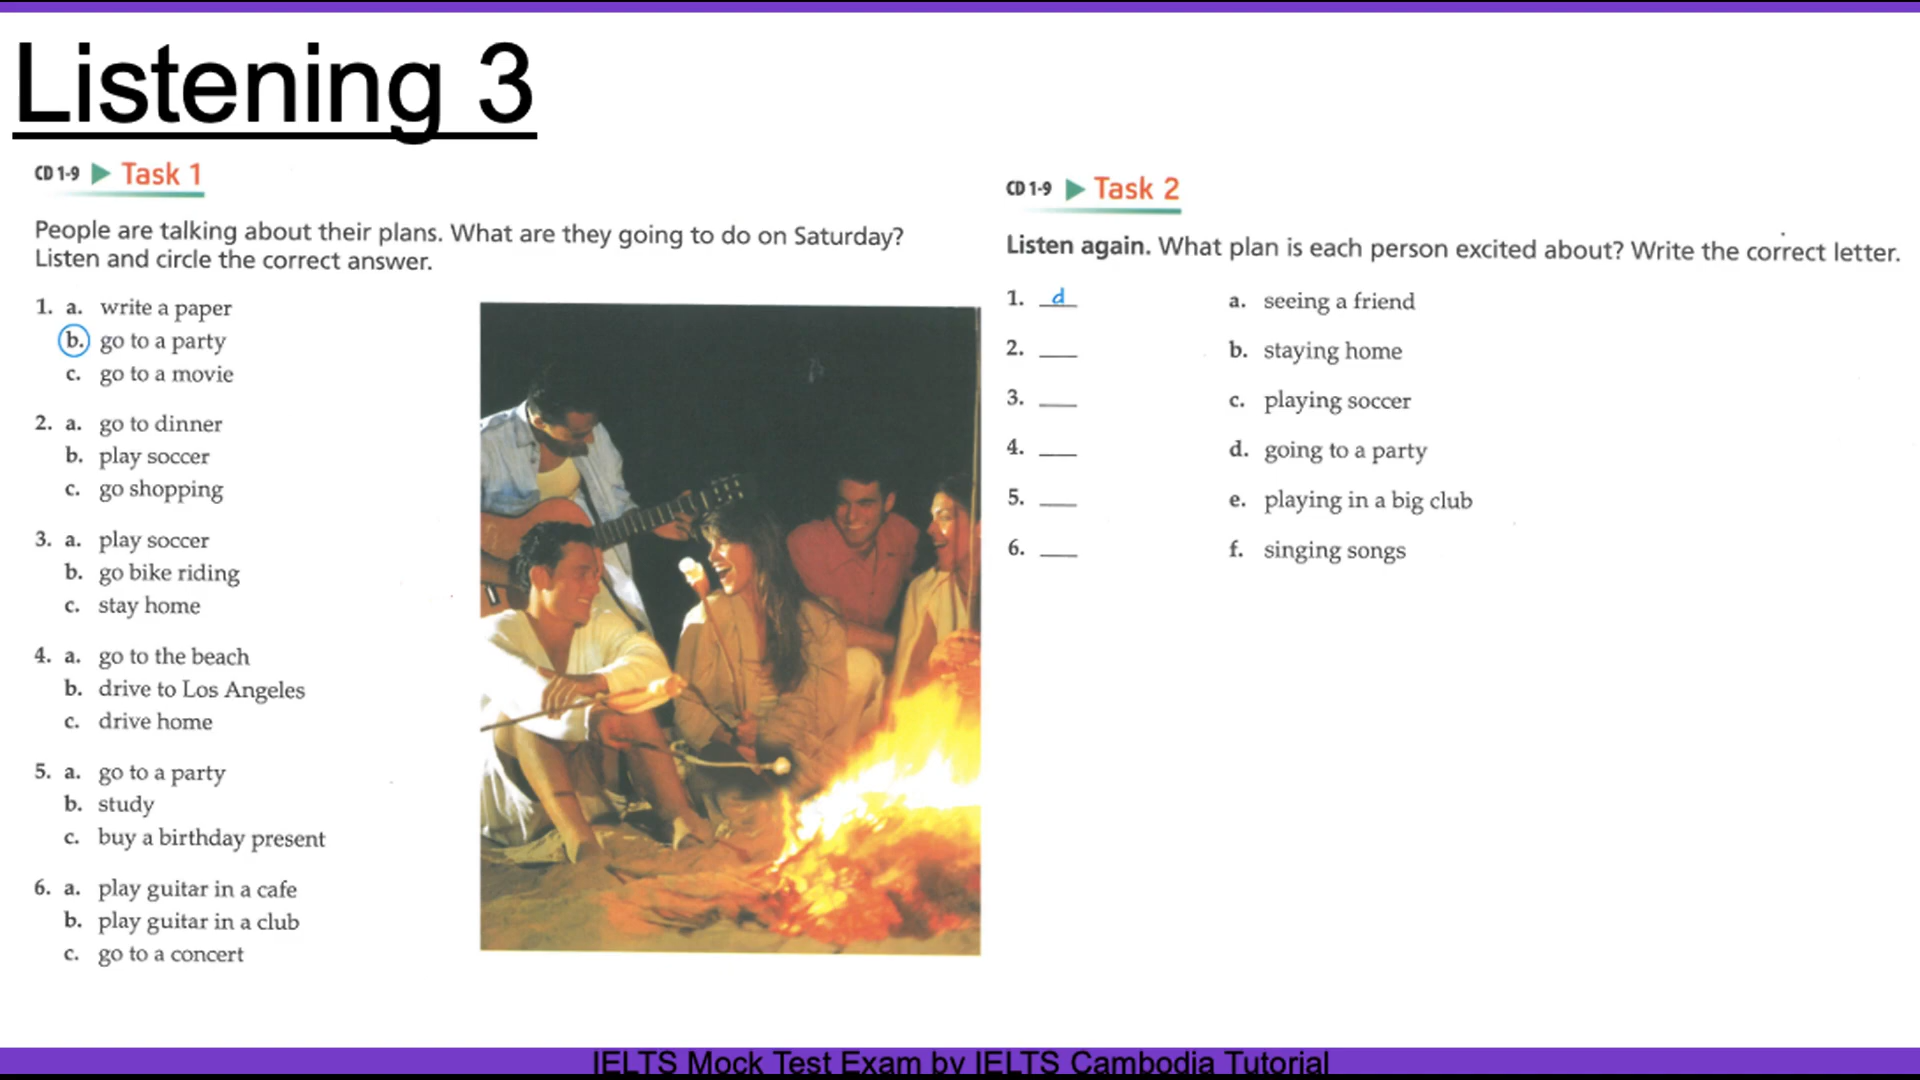 Listening 3
CD 1-9 ▶ Task 1
People are talking about their plans. What are they going to do on Saturday?
Listen and circle the correct answer.
1. a. write a paper
b. go to a party
c. go to a movie
2. a. go to dinner
b. play soccer
c. go shopping
3. a. play soccer
b. go bike riding
c. stay home
4. a. go to the beach
b. drive to Los Angeles
c. drive home
5. a. go to a party
b. study
c. buy a birthday present
6. a. play guitar in a cafe
b. play guitar in a club
c. go to a concert
CD 1-9 ▶ Task 2
Listen again. What plan is each person excited about? Write the correct letter.
1. d a. seeing a friend
2. ___ b. staying home
3. ___ c. playing soccer
4. ___ d. going to a party
5. ___ e. playing in a big club
6. ___ f. singing songs
IELTS Mock Test Exam by IELTS Cambodia Tutorial